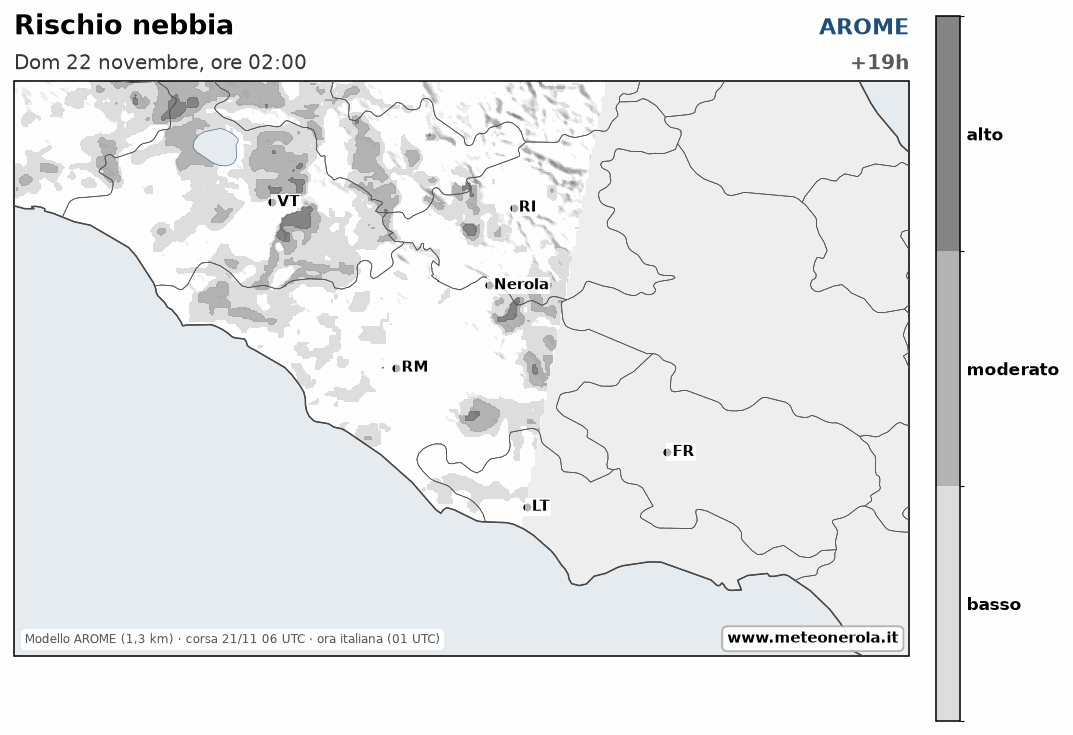 Rischio nebbia
AROME
Dom 22 novembre, ore 02:00
+19h
alto
VT
RI
Nerola
RM
moderato
FR
LT
basso
Modello AROME (1,3 km) · corsa 21/11 06 UTC · ora italiana (01 UTC)
www.meteonerola.it